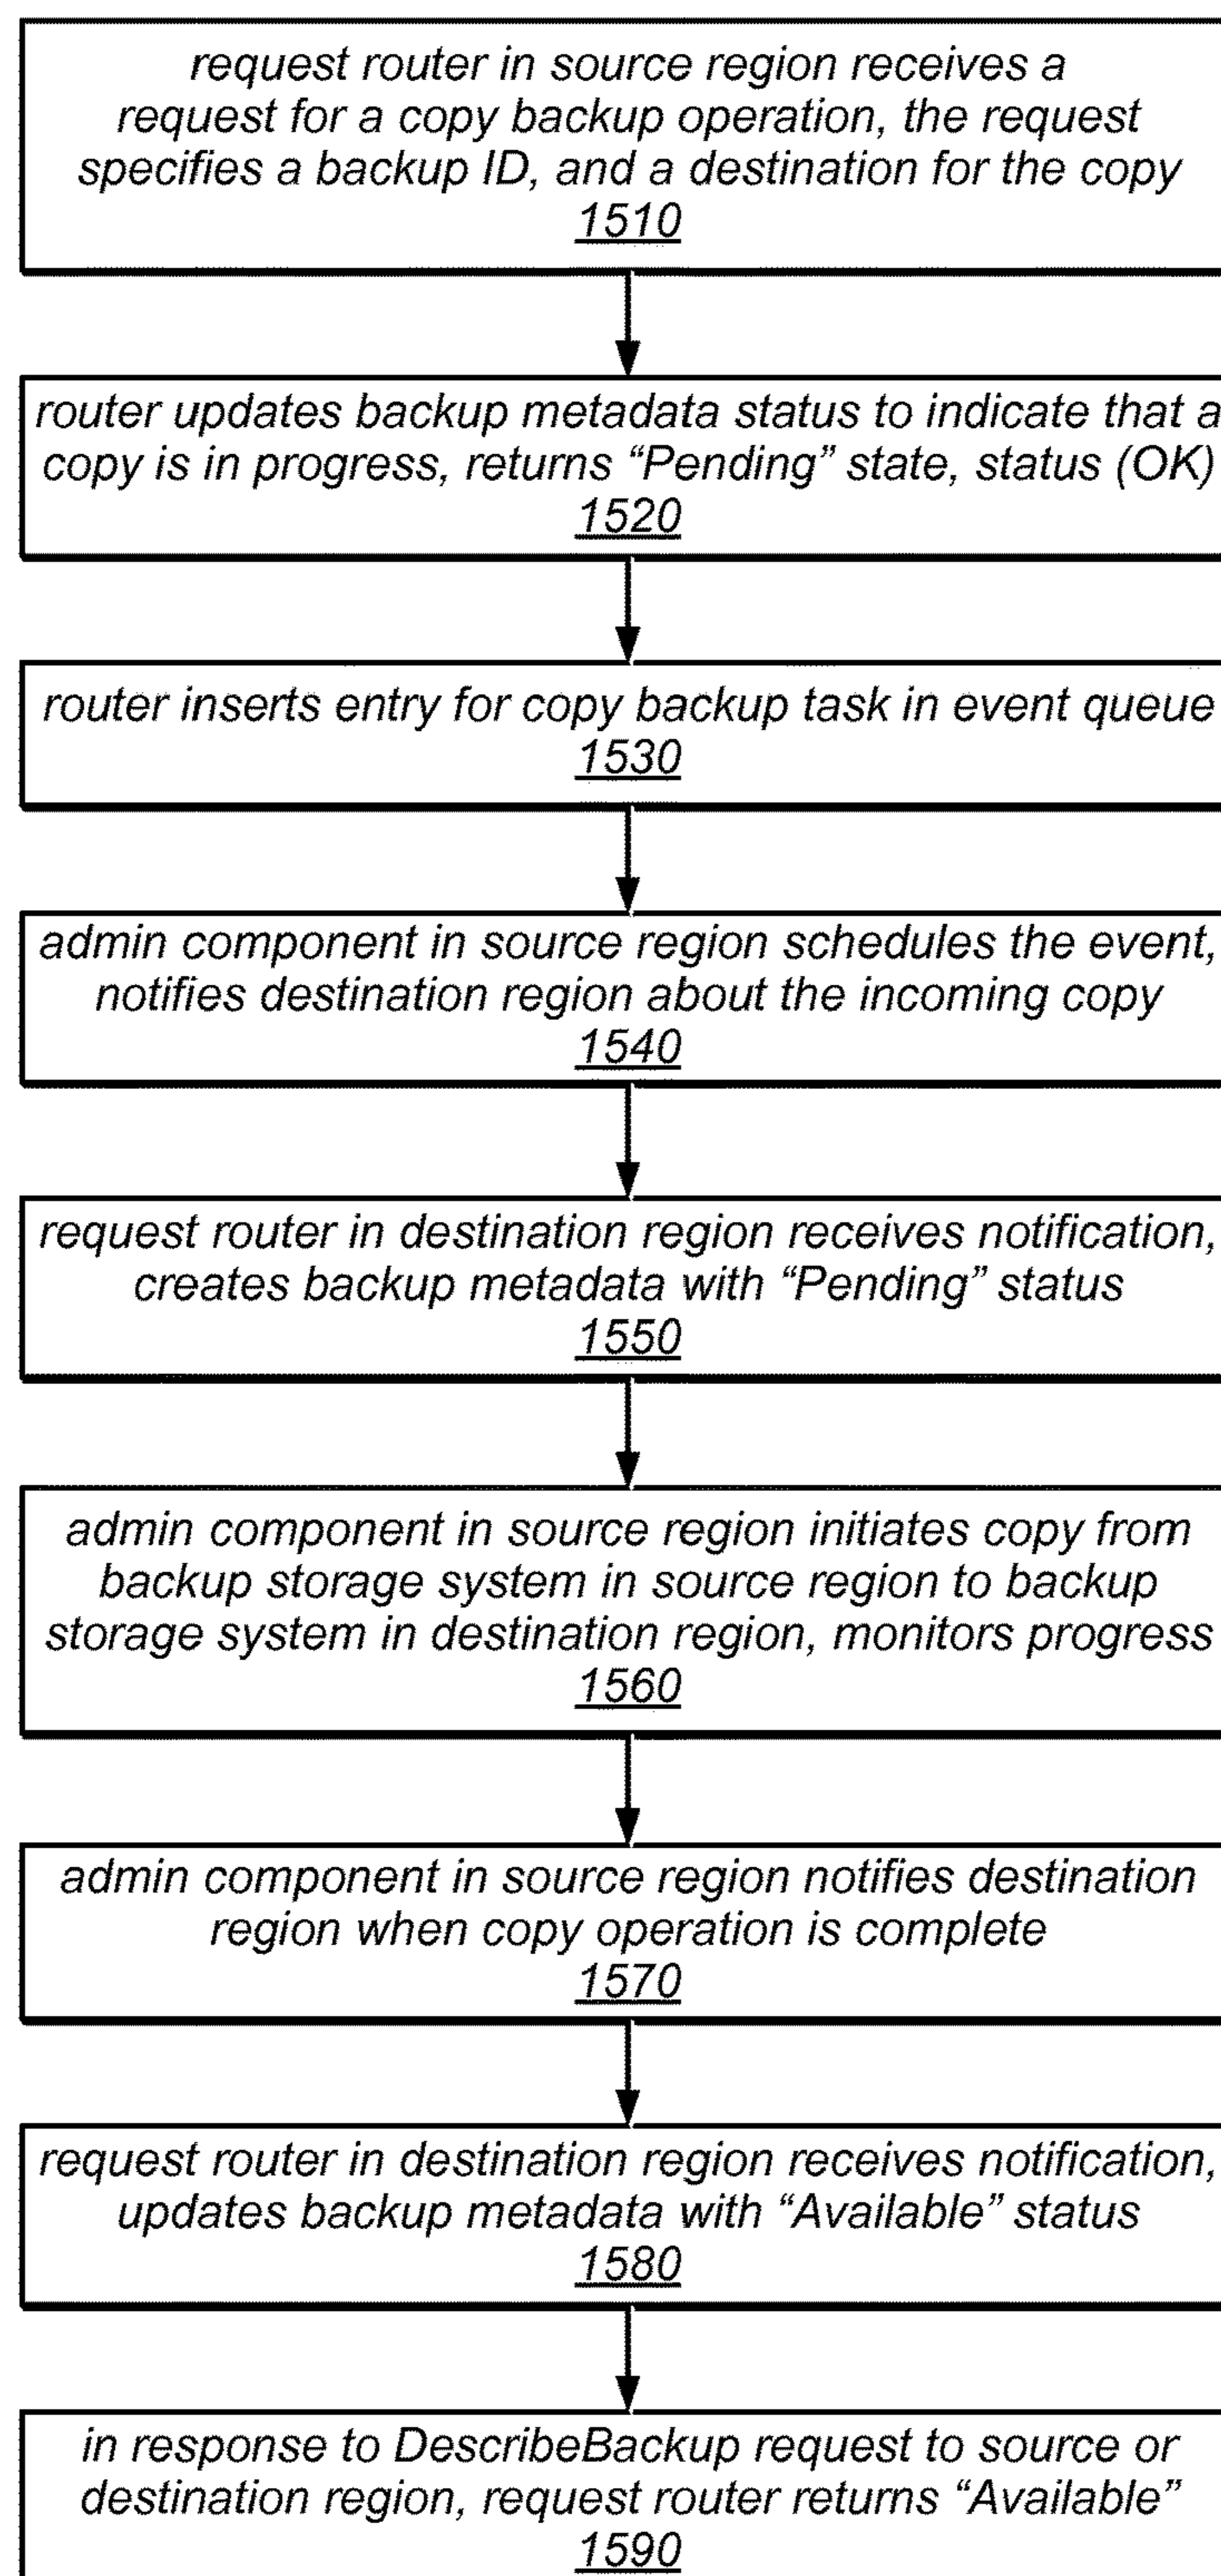 request router in source region receives a
request for a copy backup operation, the request
specifies a backup ID, and a destination for the copy
1510
router updates backup metadata status to indicate that a
copy is in progress, returns “Pending” state, status (OK)
1520
router inserts entry for copy backup task in event queue
1530
admin component in source region schedules the event,
notifies destination region about the incoming copy
1540
request router in destination region receives notification,
creates backup metadata with “Pending” status
1550
admin component in source region initiates copy from
backup storage system in source region to backup
storage system in destination region, monitors progress
1560
admin component in source region notifies destination
region when copy operation is complete
1570
request router in destination region receives notification,
updates backup metadata with “Available” status
1580
in response to DescribeBackup request to source or
destination region, request router returns “Available”
1590